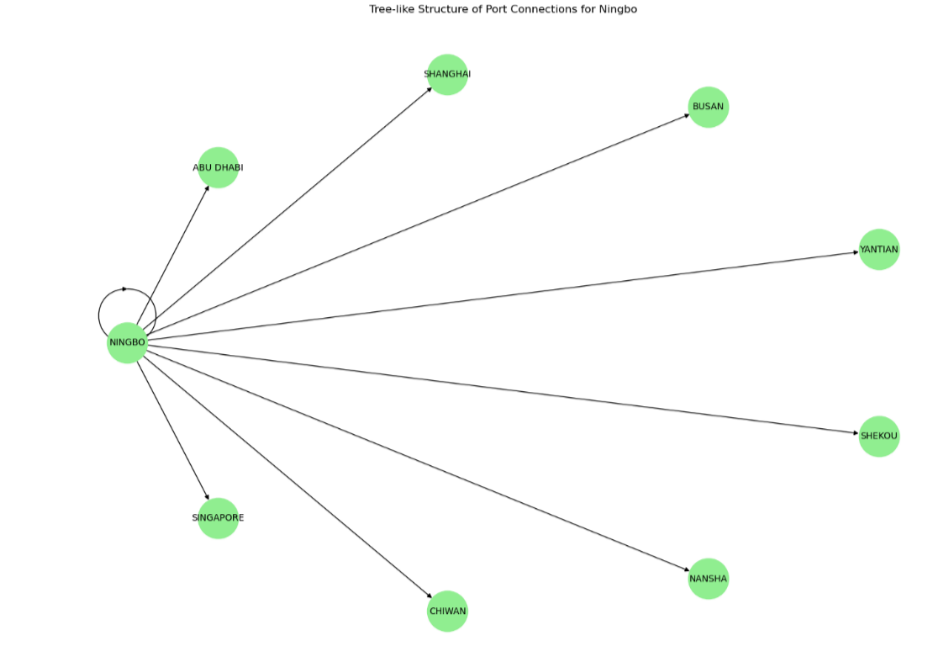 Tree-like Structure of Port Connections for Ningbo
SHANGHAI
BUSAN
ABU DHABI
YANTIAN
NINGBO
SHEKOU
SINGAPORE
NANSHA
CHIWAN